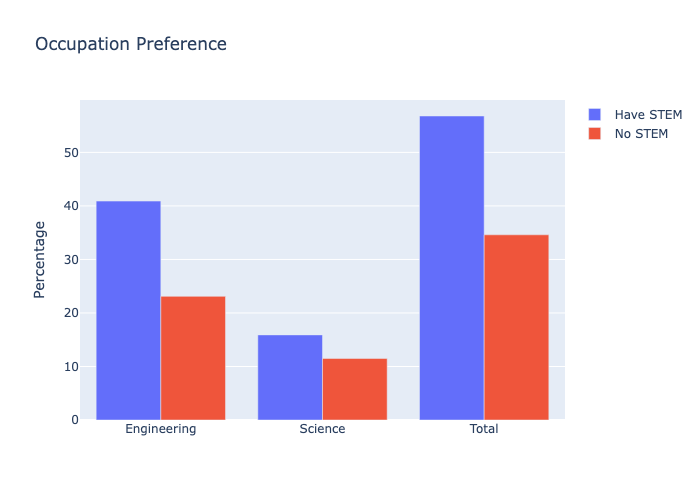 Occupation Preference
Have STEM
No STEM
Percentage
50
40
30
20
10
0
Engineering
Science
Total